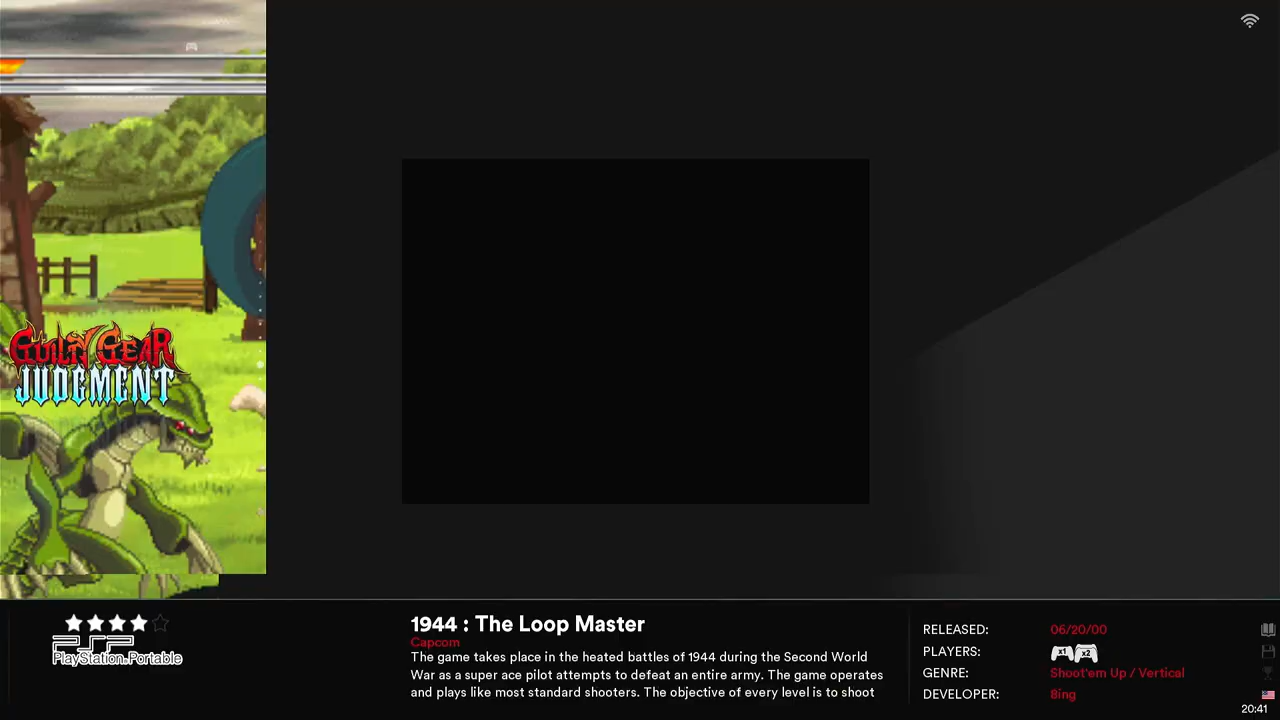 GUILTY GEAR
JUDGMENT
PSP
PlayStation.Portable
1944 : The Loop Master
Capcom
The game takes place in the heated battles of 1944 during the Second World
War as a super ace pilot attempts to defeat an entire army. The game operates
and plays like most standard shooters. The objective of every level is to shoot
RELEASED: 06/20/00
PLAYERS: x1 x2
GENRE: Shoot'em Up / Vertical
DEVELOPER: 8ing
20:41